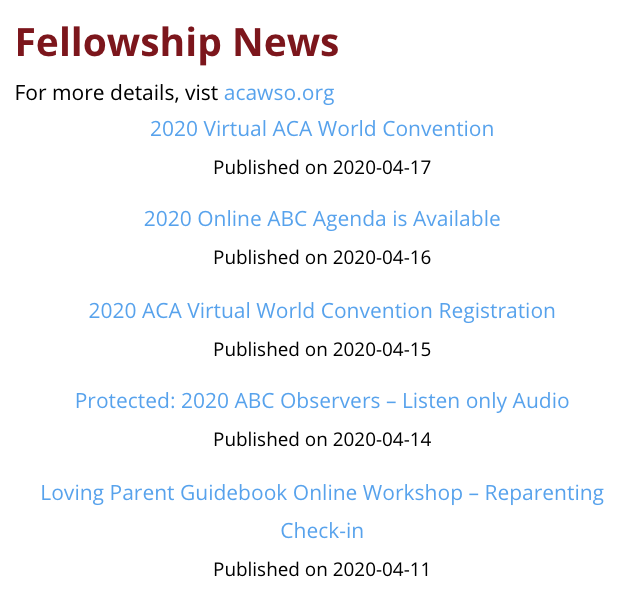 Fellowship News
For more details, vist acawso.org
2020 Virtual ACA World Convention
Published on 2020-04-17
2020 Online ABC Agenda is Available
Published on 2020-04-16
2020 ACA Virtual World Convention Registration
Published on 2020-04-15
Protected: 2020 ABC Observers – Listen only Audio
Published on 2020-04-14
Loving Parent Guidebook Online Workshop – Reparenting
Check-in
Published on 2020-04-11